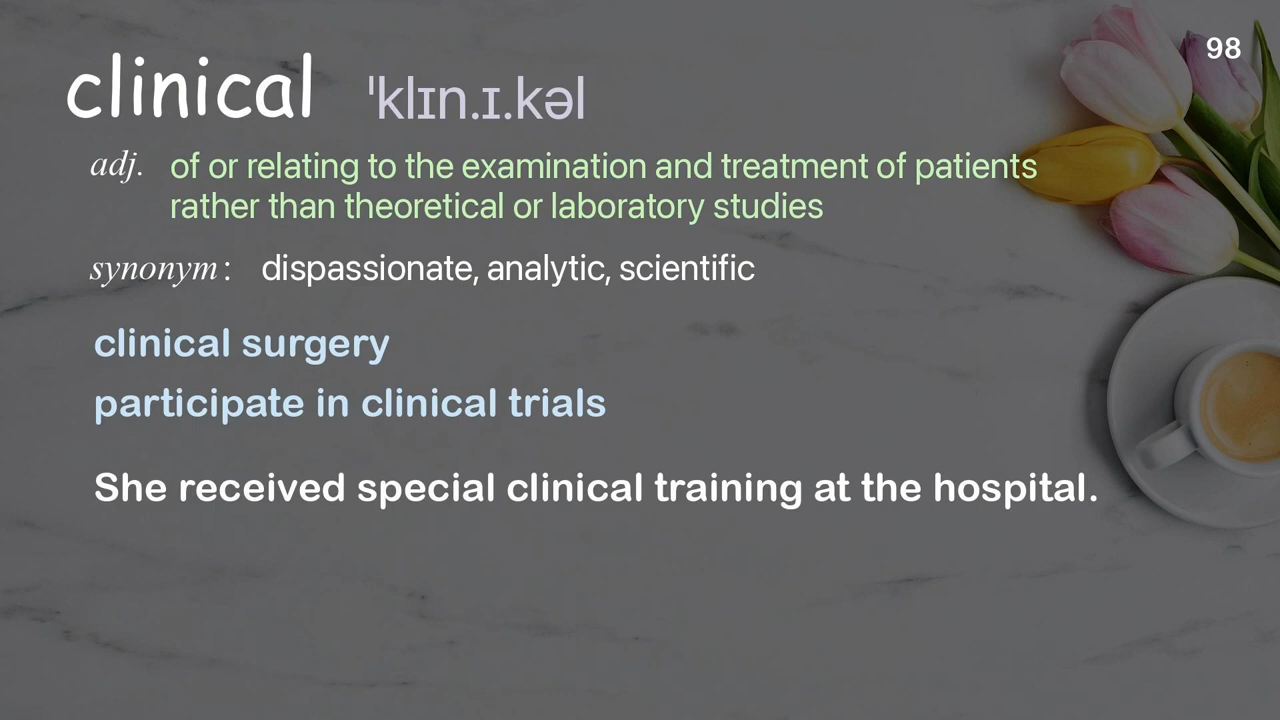 98
clinical ˈklɪn.ɪ.kəl
adj. of or relating to the examination and treatment of patients
rather than theoretical or laboratory studies
synonym: dispassionate, analytic, scientific
clinical surgery
participate in clinical trials
She received special clinical training at the hospital.